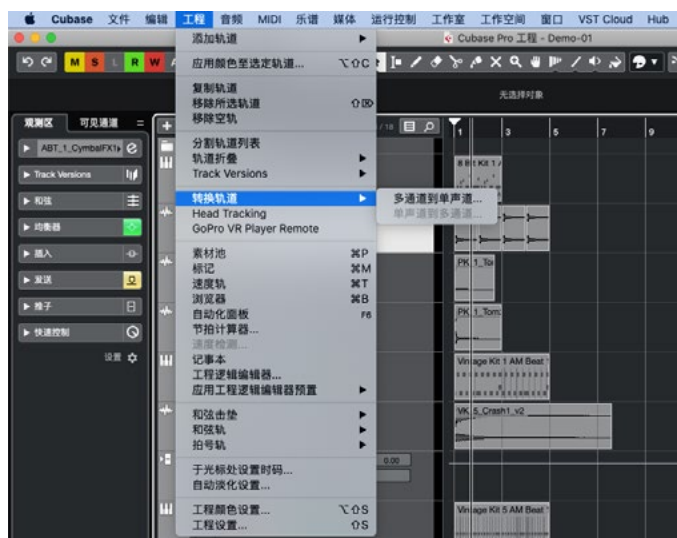 Cubase 文件 编辑 工程 音频 MIDI 乐谱 媒体 运行控制 工作室 工作空间 窗口 VST Cloud Hub
Cubase Pro 工程 - Demo-01
M S L R W
无选择对象
观测区 可见通道
ABT_1_CymbalFX1
Track Versions
和弦
均衡器
插入
发送
推子
快速控制
设置
添加轨道
应用颜色至选定轨道... ⌥⇧C
复制轨道
移除所选轨道 ⇧⌦
移除空轨
分割轨道列表
轨道折叠
Track Versions
转换轨道
多通道到单声道...
单声道到多通道...
Head Tracking
GoPro VR Player Remote
素材池 ⌘P
标记 ⌘M
速度轨 ⌘T
浏览器 ⌘B
自动化面板 F6
节拍计算器...
速度检测...
记事本
工程逻辑编辑器...
应用工程逻辑编辑器预置
和弦击垫
和弦轨
拍号轨
于光标处设置时码...
自动淡化设置...
工程颜色设置... ⌥⇧S
工程设置... ⇧S
1 3 5 7 9
8 Bit Kit 1
PK_1_Tom
PK_1_Tom
Vintage Kit 1 AM Beat
VK_5_Crash1_v2
0.00
Vintage Kit 5 AM Beat